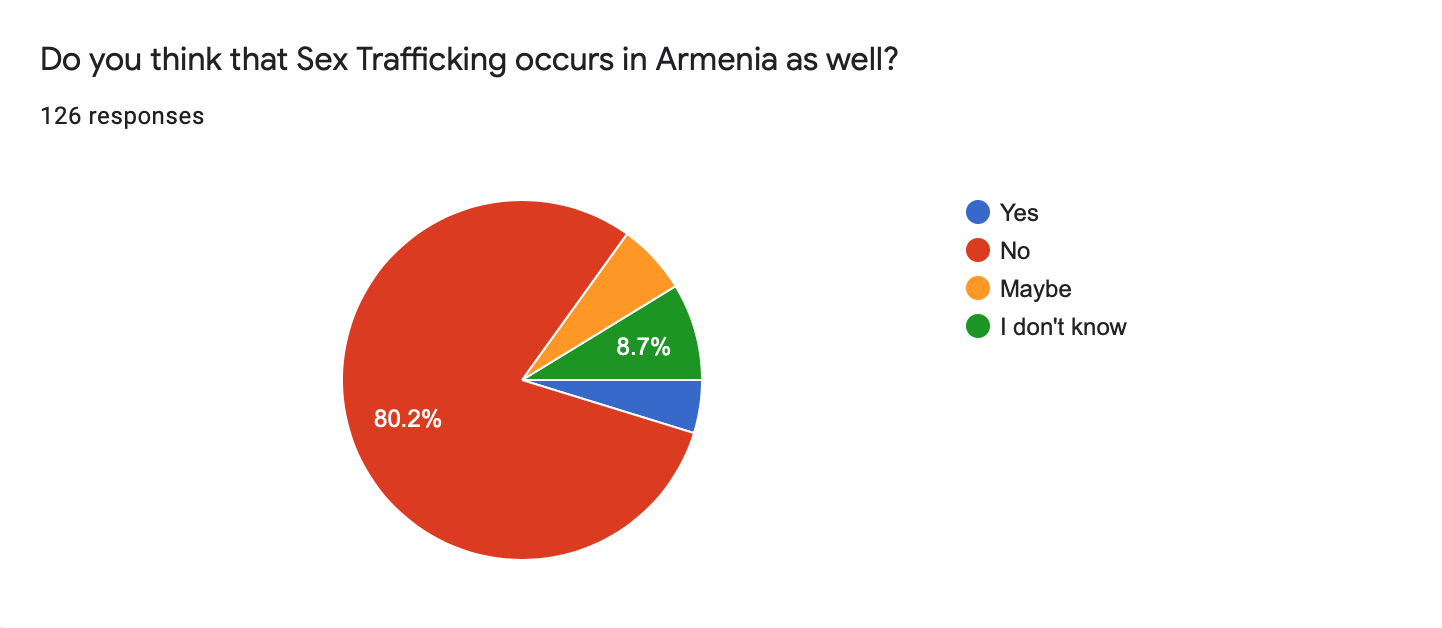 Do you think that Sex Trafficking occurs in Armenia as well?
126 responses
Yes
No
Maybe
I don't know
8.7%
80.2%